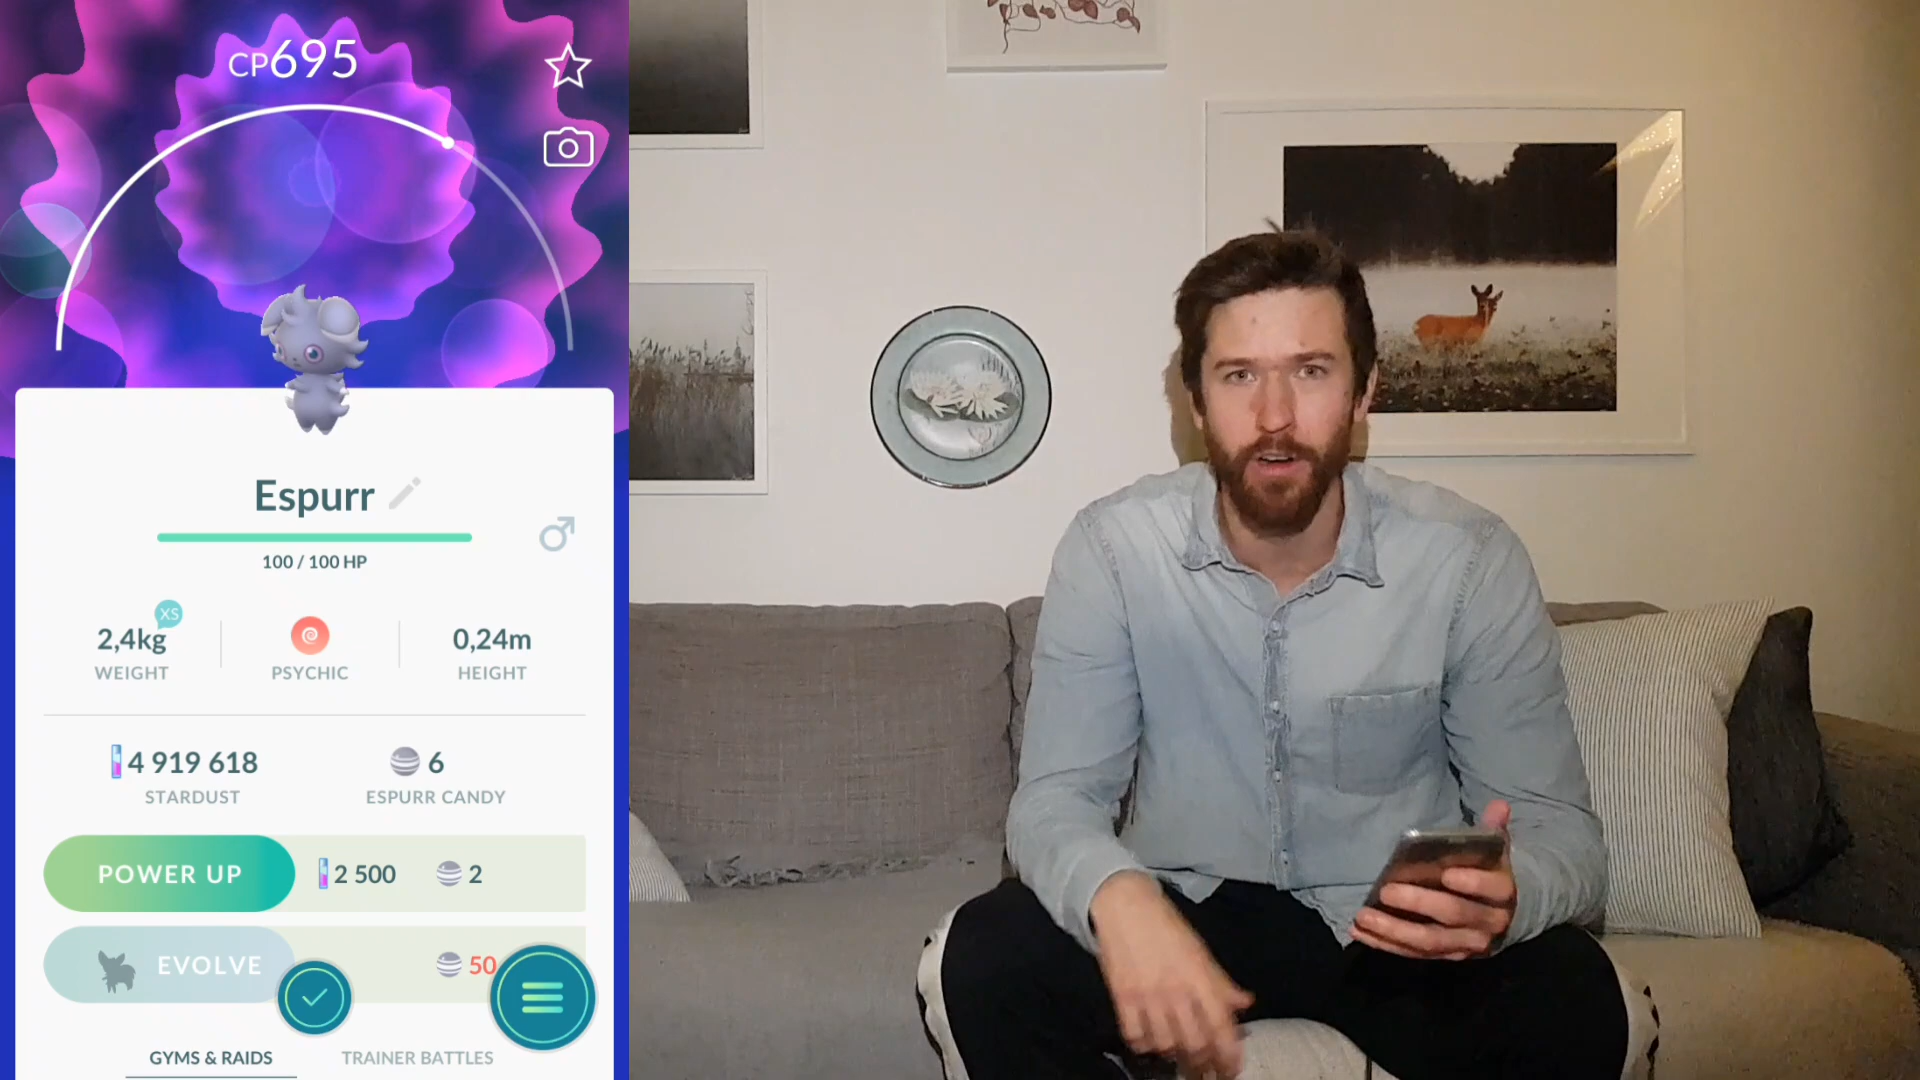 CP695
Espurr
100 / 100 HP
XS
2,4kg
WEIGHT
PSYCHIC
0,24m
HEIGHT
4 919 618
STARDUST
6
ESPURR CANDY
POWER UP
2 500
2
EVOLVE
50
GYMS & RAIDS
TRAINER BATTLES